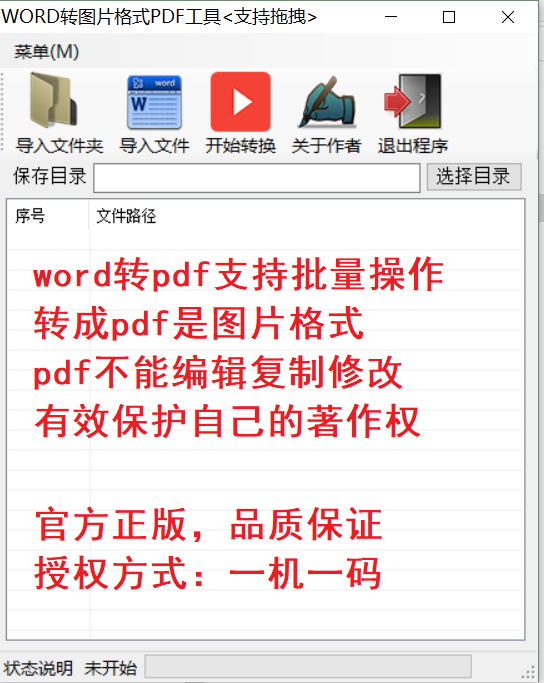 WORD转图片格式PDF工具<支持拖拽>
菜单(M)
word
W
导入文件夹 导入文件 开始转换 关于作者 退出程序
保存目录 选择目录
序号 文件路径
word转pdf支持批量操作
转成pdf是图片格式
pdf不能编辑复制修改
有效保护自己的著作权
官方正版，品质保证
授权方式：一机一码
状态说明 未开始